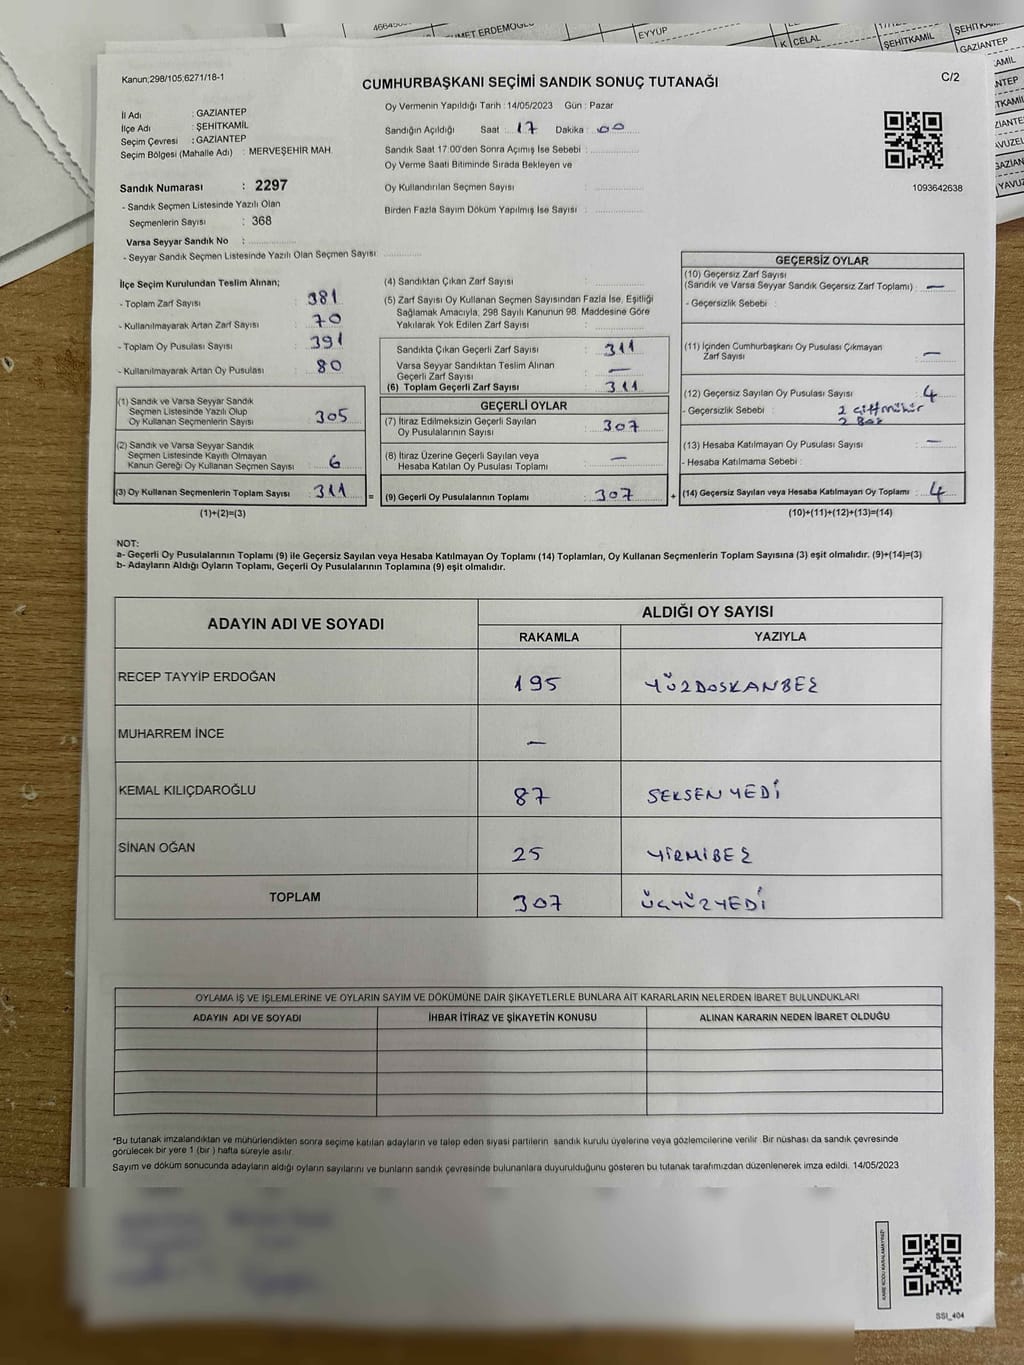 EYYUP
K CELAL
ŞEHİTKAMİL
GAZİANTEP
Kanun;298/105;6271/18-1
CUMHURBAŞKANI SEÇİMİ SANDIK SONUÇ TUTANAĞI
C/2
İl Adı : GAZİANTEP
İlçe Adı : ŞEHİTKAMİL
Seçim Çevresi : GAZİANTEP
Seçim Bölgesi (Mahalle Adı) : MERVEŞEHİR MAH.
Oy Vermenin Yapıldığı Tarih : 14/05/2023 Gün : Pazar
Sandığın Açıldığı Saat : 17 Dakika : 00
Sandık Saat 17:00'den Sonra Açımış İse Sebebi :
Oy Verme Saati Bitiminde Sırada Bekleyen ve
Oy Kullandırılan Seçmen Sayısı :
Birden Fazla Sayım Döküm Yapılmış İse Sayısı :
1093642638
Sandık Numarası : 2297
- Sandık Seçmen Listesinde Yazılı Olan
Seçmenlerin Sayısı : 368
Varsa Seyyar Sandık No :
- Seyyar Sandık Seçmen Listesinde Yazılı Olan Seçmen Sayısı:
İlçe Seçim Kurulundan Teslim Alınan;
- Toplam Zarf Sayısı : 381
- Kullanılmayarak Artan Zarf Sayısı : 70
- Toplam Oy Pusulası Sayısı : 391
- Kullanılmayarak Artan Oy Pusulası : 80
(1) Sandık ve Varsa Seyyar Sandık
Seçmen Listesinde Yazılı Olup
Oy Kullanan Seçmenlerin Sayısı : 305
(2) Sandık ve Varsa Seyyar Sandık
Seçmen Listesinde Kayıtlı Olmayan
Kanun Gereği Oy Kullanan Seçmen Sayısı : 6
(3) Oy Kullanan Seçmenlerin Toplam Sayısı : 311 =
(1)+(2)=(3)
(4) Sandıktan Çıkan Zarf Sayısı :
(5) Zarf Sayısı Oy Kullanan Seçmen Sayısından Fazla İse, Eşitliği
Sağlamak Amacıyla, 298 Sayılı Kanunun 98. Maddesine Göre
Yakılarak Yok Edilen Zarf Sayısı :
Sandıkta Çıkan Geçerli Zarf Sayısı : 311
Varsa Seyyar Sandıktan Teslim Alınan
Geçerli Zarf Sayısı : —
(6) Toplam Geçerli Zarf Sayısı : 311
GEÇERLİ OYLAR
(7) İtiraz Edilmeksizin Geçerli Sayılan
Oy Pusulalarının Sayısı : 307
(8) İtiraz Üzerine Geçerli Sayılan veya
Hesaba Katılan Oy Pusulası Toplamı : —
(9) Geçerli Oy Pusulalarının Toplamı : 307 +
GEÇERSİZ OYLAR
(10) Geçersiz Zarf Sayısı
(Sandık ve Varsa Seyyar Sandık Geçersiz Zarf Toplamı) : —
- Geçersizlik Sebebi :
(11) İçinden Cumhurbaşkanı Oy Pusulası Çıkmayan
Zarf Sayısı : —
(12) Geçersiz Sayılan Oy Pusulası Sayısı : 4
- Geçersizlik Sebebi : 2 çift mühür
2 Boş
(13) Hesaba Katılmayan Oy Pusulası Sayısı : —
- Hesaba Katılmama Sebebi :
(14) Geçersiz Sayılan veya Hesaba Katılmayan Oy Toplamı : 4
(10)+(11)+(12)+(13)=(14)
NOT:
a- Geçerli Oy Pusulalarının Toplamı (9) ile Geçersiz Sayılan veya Hesaba Katılmayan Oy Toplamı (14) Toplamları, Oy Kullanan Seçmenlerin Toplam Sayısına (3) eşit olmalıdır. (9)+(14)=(3)
b- Adayların Aldığı Oyların Toplamı, Geçerli Oy Pusulalarının Toplamına (9) eşit olmalıdır.
ADAYIN ADI VE SOYADI
ALDIĞI OY SAYISI
RAKAMLA YAZIYLA
RECEP TAYYİP ERDOĞAN 195 YÜZDOSKANBEŞ
MUHARREM İNCE —
KEMAL KILIÇDAROĞLU 87 SEKSENYEDİ
SİNAN OĞAN 25 YİRMİBEŞ
TOPLAM 307 ÜÇYÜZYEDİ
OYLAMA İŞ VE İŞLEMLERİNE VE OYLARIN SAYIM VE DÖKÜMÜNE DAİR ŞİKAYETLERLE BUNLARA AİT KARARLARIN NELERDEN İBARET BULUNDUKLARI
ADAYIN ADI VE SOYADI İHBAR İTİRAZ VE ŞİKAYETİN KONUSU ALINAN KARARIN NEDEN İBARET OLDUĞU
*Bu tutanak imzalandıktan ve mühürlendikten sonra seçime katılan adayların ve talep eden siyasi partilerin sandık kurulu üyelerine veya gözlemcilerine verilir. Bir nüshası da sandık çevresinde
görülecek bir yere 1 (bir) hafta süreyle asılır.
Sayım ve döküm sonucunda adayların aldığı oyların sayılarını ve bunların sandık çevresinde bulunanlara duyurulduğunu gösteren bu tutanak tarafımızdan düzenlenerek imza edildi. 14/05/2023
KARE KODU KARALAMAYINIZ!
SSI_404